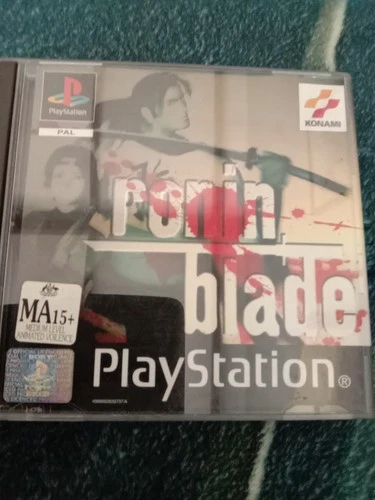 PlayStation
PAL
KONAMI
ronin
blade
MA15+
MEDIUM LEVEL
ANIMATED VIOLENCE
PlayStation®